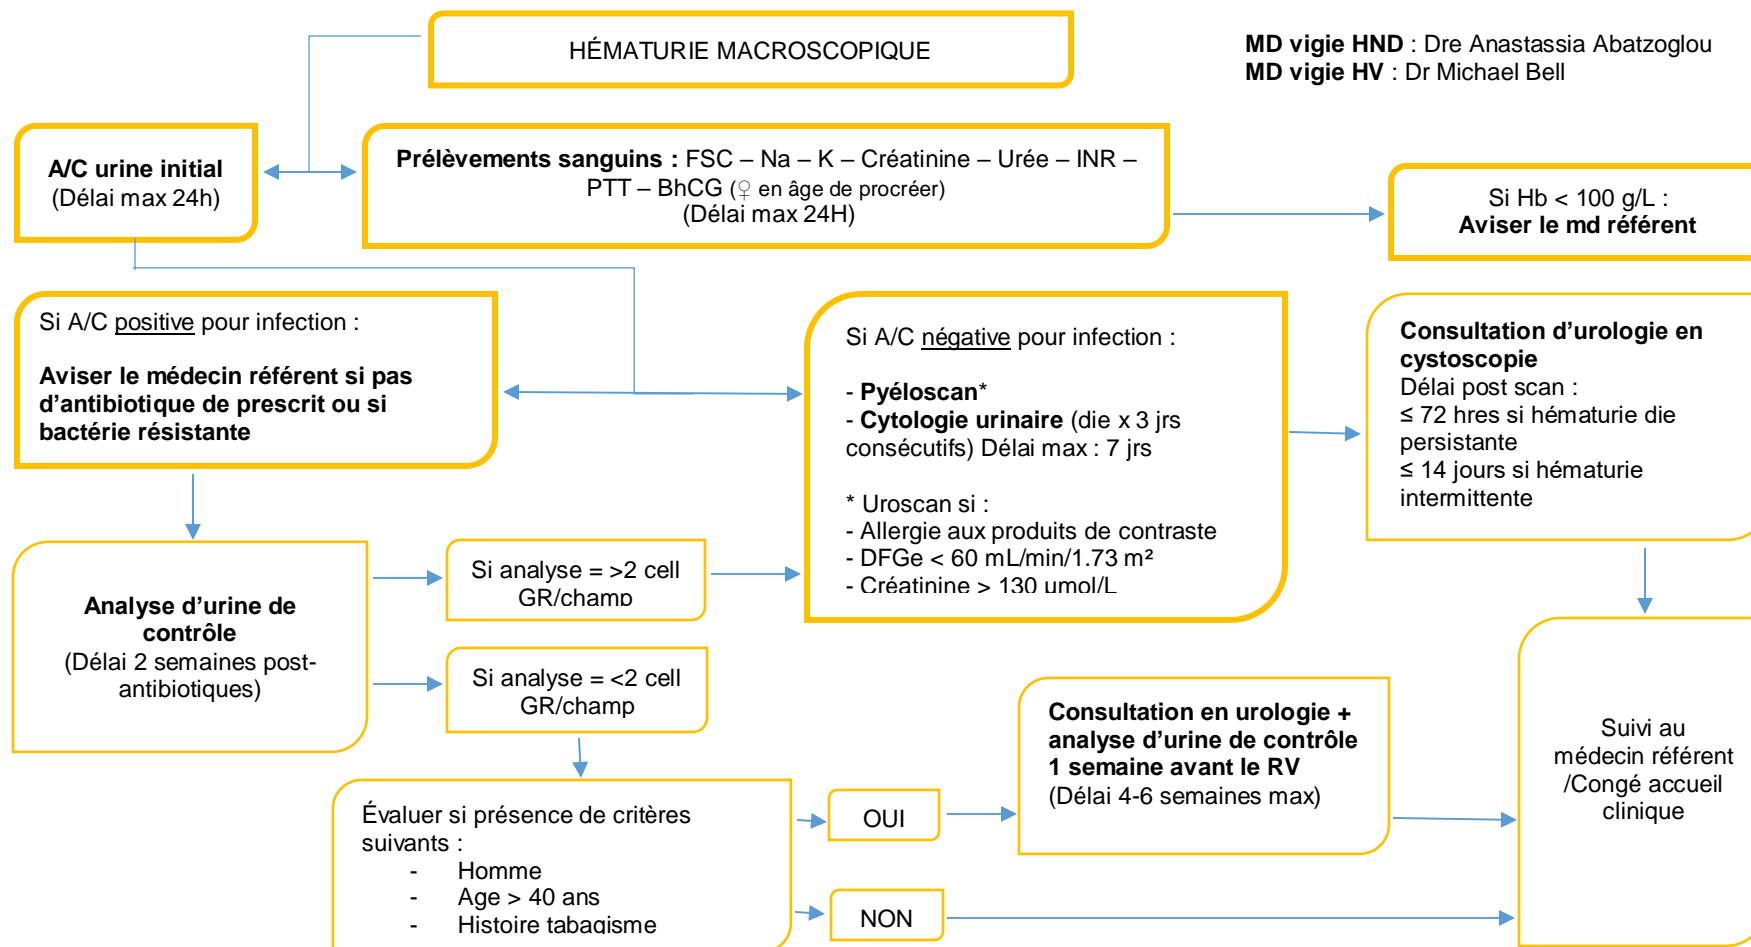 HÉMATURIE MACROSCOPIQUE
MD vigie HND : Dre Anastassia Abatzoglou
MD vigie HV : Dr Michael Bell
A/C urine initial
(Délai max 24h)
Prélèvements sanguins : FSC – Na – K – Créatinine – Urée – INR –
PTT – BhCG (♀ en âge de procréer)
(Délai max 24H)
Si Hb < 100 g/L :
Aviser le md référent
Si A/C positive pour infection :
Aviser le médecin référent si pas
d’antibiotique de prescrit ou si
bactérie résistante
Si A/C négative pour infection :
- Pyéloscan*
- Cytologie urinaire (die x 3 jrs
consécutifs) Délai max : 7 jrs
* Uroscan si :
- Allergie aux produits de contraste
- DFGe < 60 mL/min/1.73 m²
- Créatinine > 130 umol/L
Consultation d’urologie en
cystoscopie
Délai post scan :
≤ 72 hres si hématurie die
persistante
≤ 14 jours si hématurie
intermittente
Analyse d’urine de
contrôle
(Délai 2 semaines post-
antibiotiques)
Si analyse = >2 cell
GR/champ
Si analyse = <2 cell
GR/champ
Évaluer si présence de critères
suivants :
- Homme
- Age > 40 ans
- Histoire tabagisme
OUI
NON
Consultation en urologie +
analyse d’urine de contrôle
1 semaine avant le RV
(Délai 4-6 semaines max)
Suivi au
médecin référent
/Congé accueil
clinique